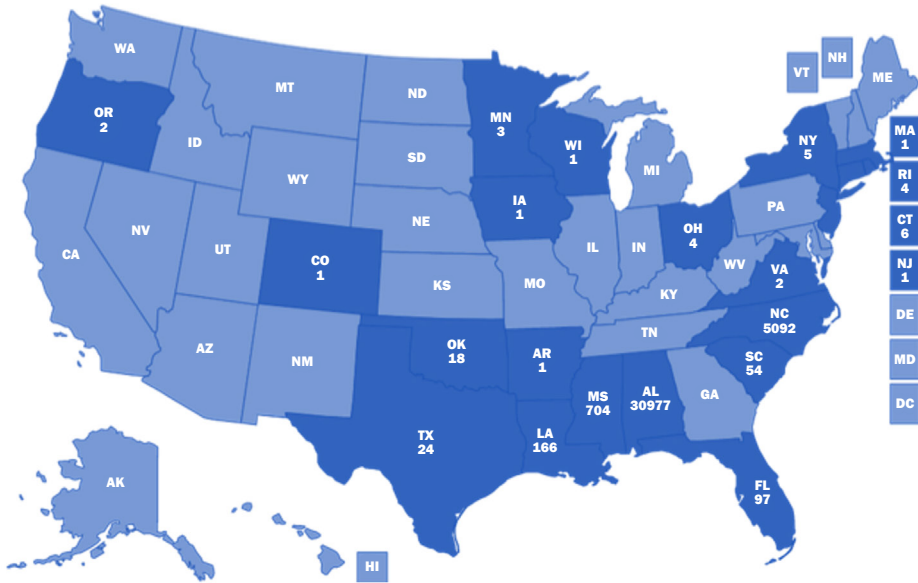 WA
MT
ND
MN
3
VT
NH
ME
OR
2
ID
SD
WI
1
MI
NY
5
MA
1
RI
4
WY
IA
1
PA
CT
6
NV
NE
CA
UT
CO
1
IL
IN
OH
4
WV
VA
2
NJ
1
KS
MO
KY
NC
5092
DE
AZ
NM
OK
18
AR
1
TN
SC
54
MD
MS
704
AL
30977
GA
DC
TX
24
LA
166
FL
97
AK
HI